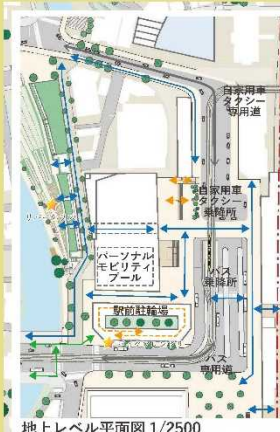 自家用車
タクシー
専用道
自家用車
タクシー
乗降所
パーソナル
モビリティ
プール
バス
乗降所
駅前駐輪場
バス
専用道
地上レベル平面図 1/2500